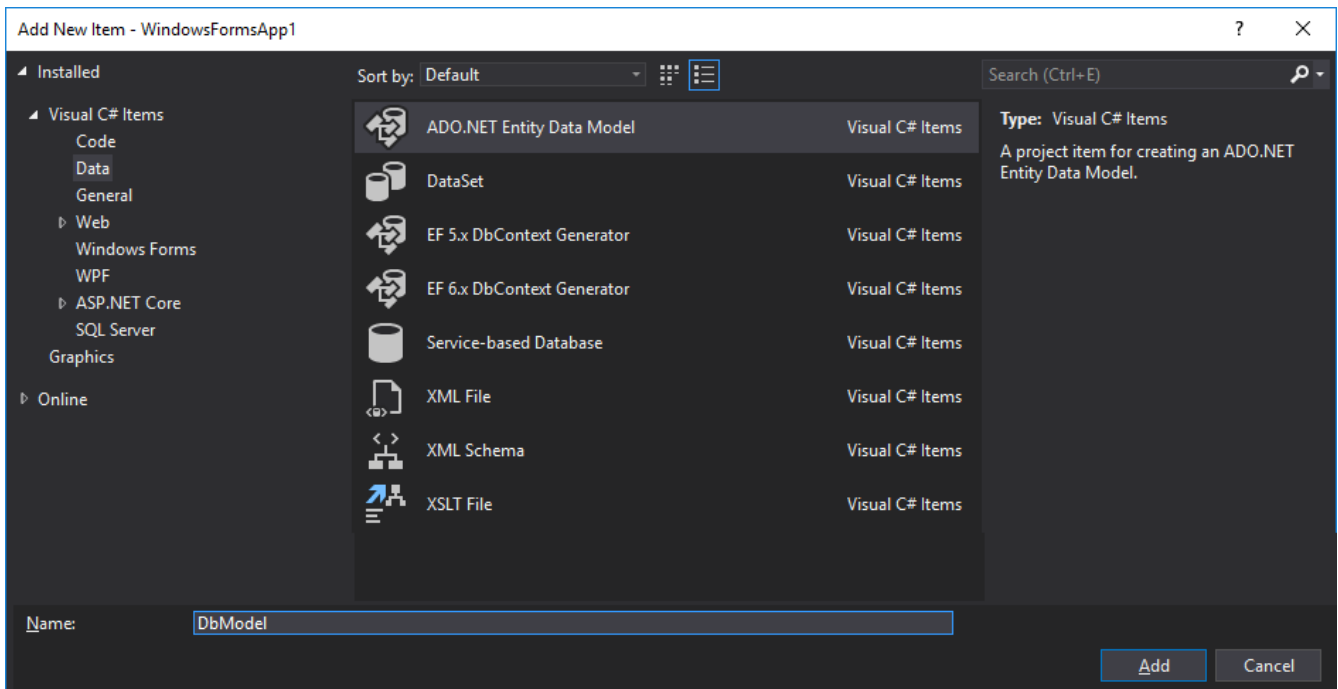 Add New Item - WindowsFormsApp1
?
Installed
Visual C# Items
Code
Data
General
Web
Windows Forms
WPF
ASP.NET Core
SQL Server
Graphics
Online
Sort by: Default
ADO.NET Entity Data Model Visual C# Items
DataSet Visual C# Items
EF 5.x DbContext Generator Visual C# Items
EF 6.x DbContext Generator Visual C# Items
Service-based Database Visual C# Items
XML File Visual C# Items
XML Schema Visual C# Items
XSLT File Visual C# Items
Search (Ctrl+E)
Type: Visual C# Items
A project item for creating an ADO.NET
Entity Data Model.
Name: DbModel
Add Cancel